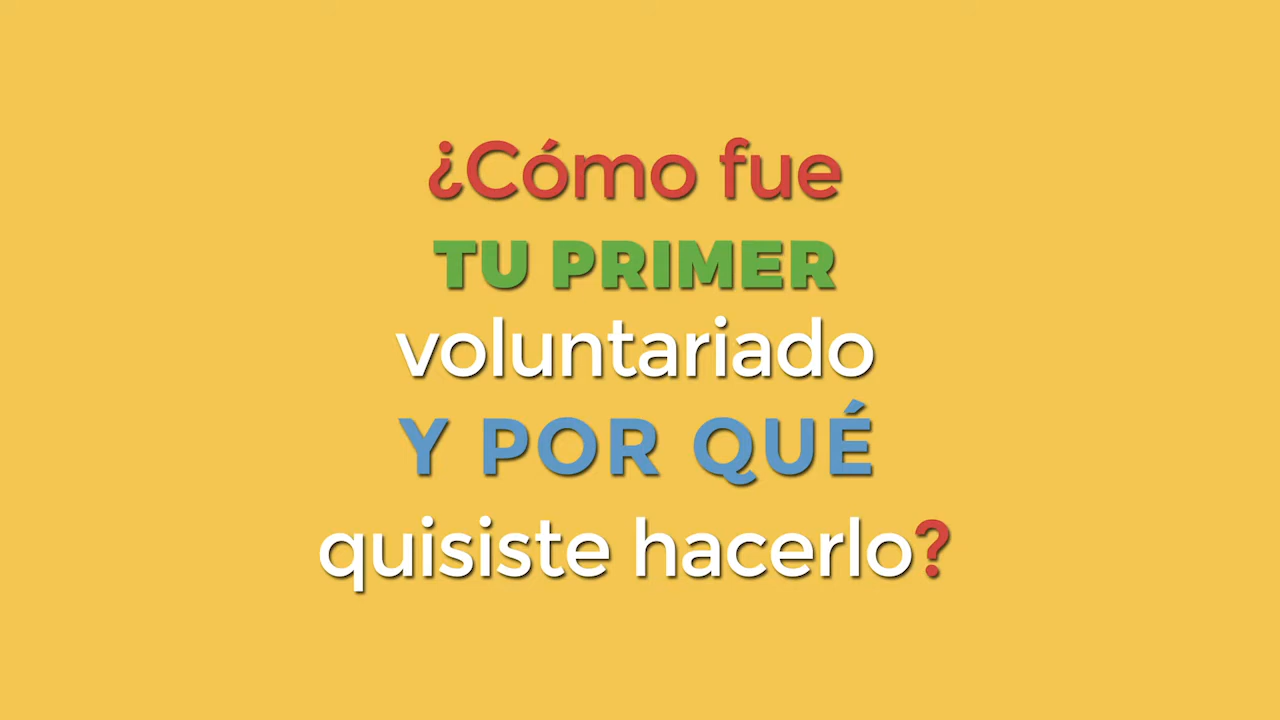 ¿Cómo fue
TU PRIMER
voluntariado
Y POR QUÉ
quisiste hacerlo?